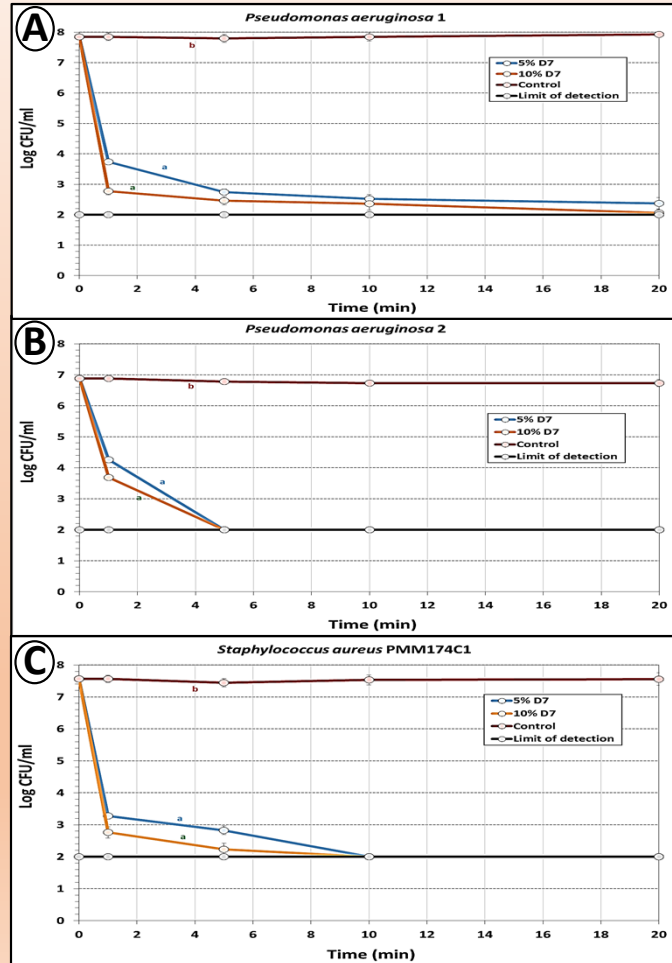 A
Pseudomonas aeruginosa 1
8
7
6
5
4
3
2
1
0
Log CFU/ml
b
a
a
5% D7
10% D7
Control
Limit of detection
0 2 4 6 8 10 12 14 16 18 20
Time (min)
B
Pseudomonas aeruginosa 2
8
7
6
5
4
3
2
1
0
Log CFU/ml
b
a
a
5% D7
10% D7
Control
Limit of detection
0 2 4 6 8 10 12 14 16 18 20
Time (min)
C
Staphylococcus aureus PMM174C1
8
7
6
5
4
3
2
1
0
Log CFU/ml
b
a
a
5% D7
10% D7
Control
Limit of detection
0 2 4 6 8 10 12 14 16 18 20
Time (min)